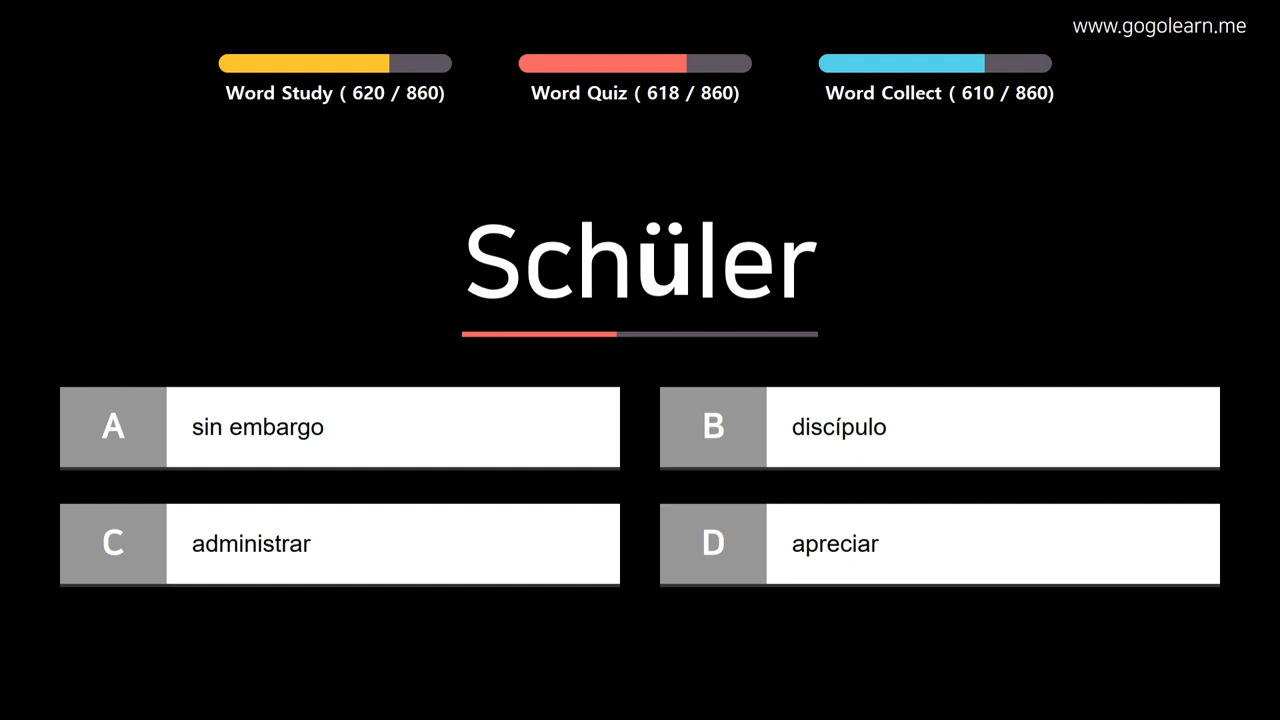 www.gogolearn.me
Word Study ( 620 / 860)
Word Quiz ( 618 / 860)
Word Collect ( 610 / 860)
Schüler
A
sin embargo
B
discípulo
C
administrar
D
apreciar